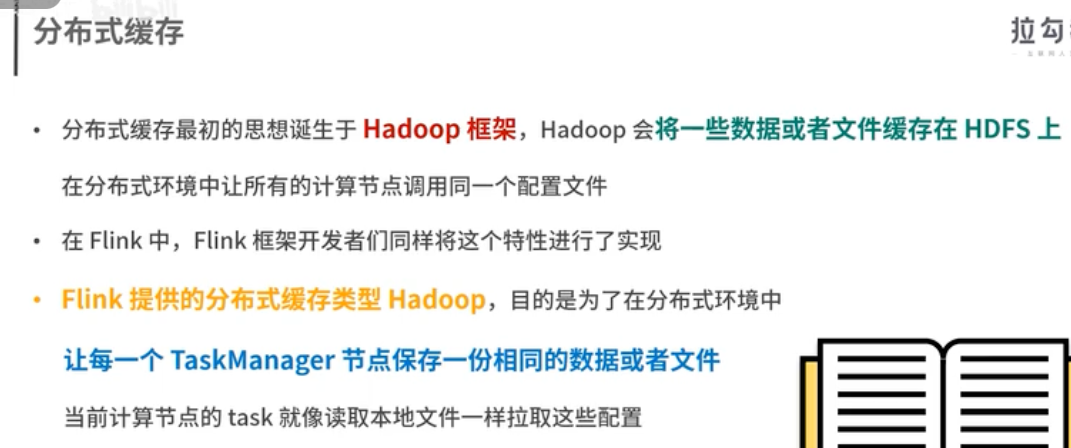 分布式缓存
拉勾
• 分布式缓存最初的思想诞生于 Hadoop 框架，Hadoop 会将一些数据或者文件缓存在 HDFS 上
在分布式环境中让所有的计算节点调用同一个配置文件
• 在 Flink 中，Flink 框架开发者们同样将这个特性进行了实现
• Flink 提供的分布式缓存类型 Hadoop，目的是为了在分布式环境中
让每一个 TaskManager 节点保存一份相同的数据或者文件
当前计算节点的 task 就像读取本地文件一样拉取这些配置